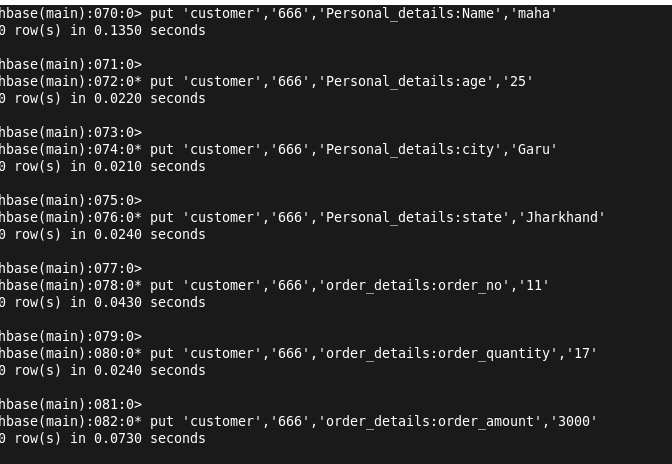 hbase(main):070:0> put 'customer','666','Personal_details:Name','maha'
0 row(s) in 0.1350 seconds
hbase(main):071:0>
hbase(main):072:0* put 'customer','666','Personal_details:age','25'
0 row(s) in 0.0220 seconds
hbase(main):073:0>
hbase(main):074:0* put 'customer','666','Personal_details:city','Garu'
0 row(s) in 0.0210 seconds
hbase(main):075:0>
hbase(main):076:0* put 'customer','666','Personal_details:state','Jharkhand'
0 row(s) in 0.0240 seconds
hbase(main):077:0>
hbase(main):078:0* put 'customer','666','order_details:order_no','11'
0 row(s) in 0.0430 seconds
hbase(main):079:0>
hbase(main):080:0* put 'customer','666','order_details:order_quantity','17'
0 row(s) in 0.0240 seconds
hbase(main):081:0>
hbase(main):082:0* put 'customer','666','order_details:order_amount','3000'
0 row(s) in 0.0730 seconds